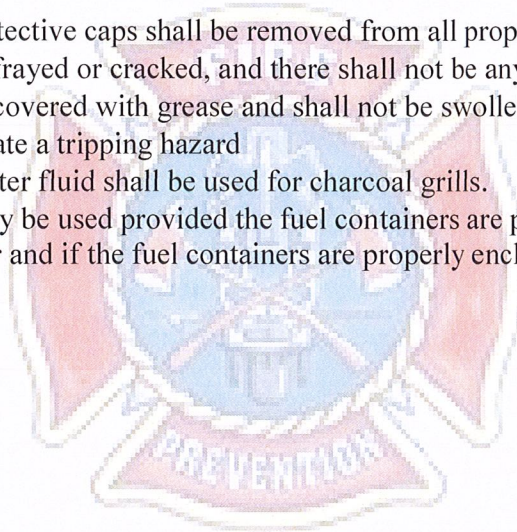 tective caps shall be removed from all prop
frayed or cracked, and there shall not be any
covered with grease and shall not be swolle
ate a tripping hazard
ter fluid shall be used for charcoal grills.
y be used provided the fuel containers are p
r and if the fuel containers are properly encl
FIRE
PREVENTION